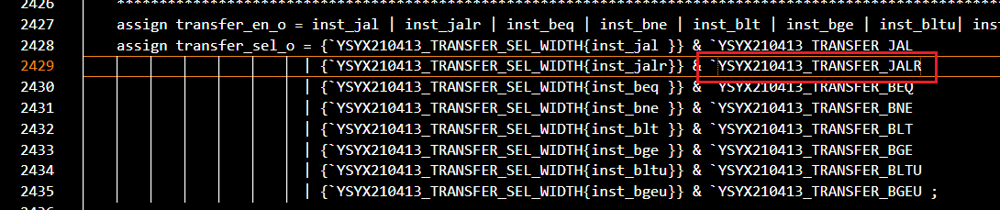 2426 ****************************************************************************************************
2427 assign transfer_en_o = inst_jal | inst_jalr | inst_beq | inst_bne | inst_blt | inst_bge | inst_bltu|
2428 assign transfer_sel_o = {`YSYX210413_TRANSFER_SEL_WIDTH{inst_jal }} & `YSYX210413_TRANSFER_JAL
2429 | {`YSYX210413_TRANSFER_SEL_WIDTH{inst_jalr}} & `YSYX210413_TRANSFER_JALR
2430 | {`YSYX210413_TRANSFER_SEL_WIDTH{inst_beq }} & `YSYX210413_TRANSFER_BEQ
2431 | {`YSYX210413_TRANSFER_SEL_WIDTH{inst_bne }} & `YSYX210413_TRANSFER_BNE
2432 | {`YSYX210413_TRANSFER_SEL_WIDTH{inst_blt }} & `YSYX210413_TRANSFER_BLT
2433 | {`YSYX210413_TRANSFER_SEL_WIDTH{inst_bge }} & `YSYX210413_TRANSFER_BGE
2434 | {`YSYX210413_TRANSFER_SEL_WIDTH{inst_bltu}} & `YSYX210413_TRANSFER_BLTU
2435 | {`YSYX210413_TRANSFER_SEL_WIDTH{inst_bgeu}} & `YSYX210413_TRANSFER_BGEU ;